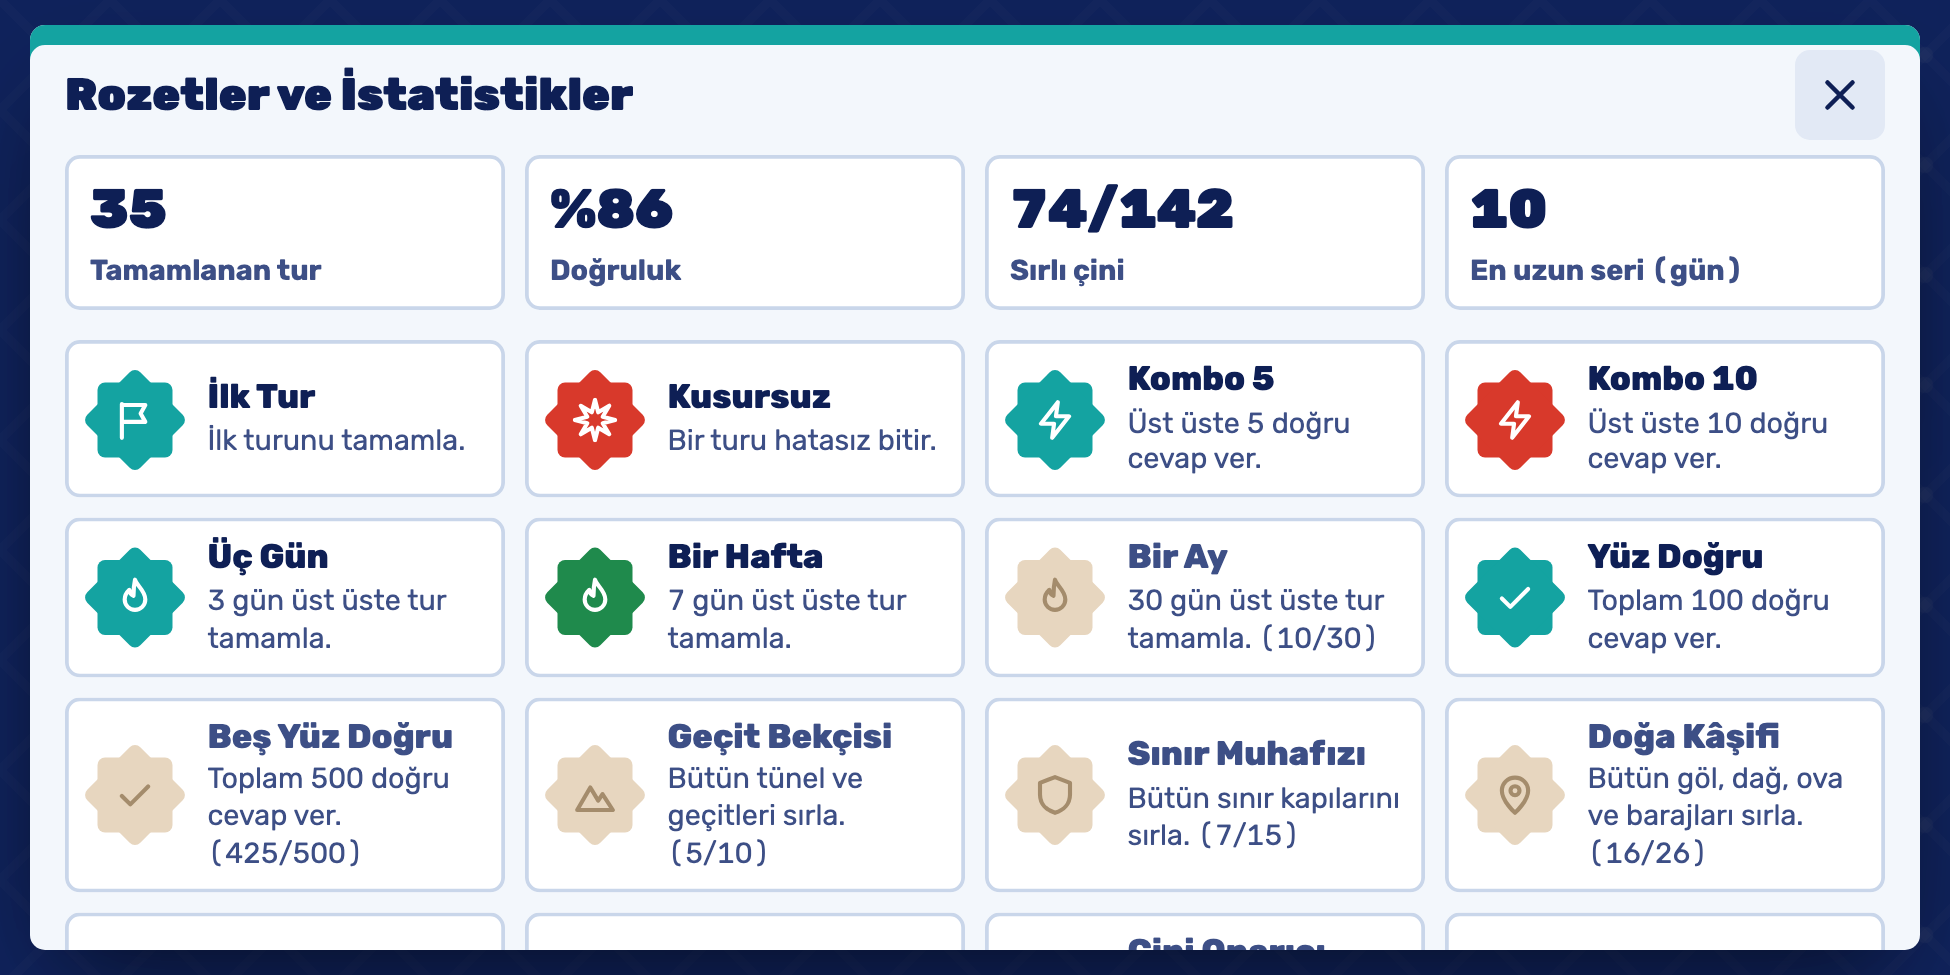 Rozetler ve İstatistikler
35
Tamamlanan tur
%86
Doğruluk
74/142
Sırlı çini
10
En uzun seri (gün)
İlk Tur
İlk turunu tamamla.
Kusursuz
Bir turu hatasız bitir.
Kombo 5
Üst üste 5 doğru
cevap ver.
Kombo 10
Üst üste 10 doğru
cevap ver.
Üç Gün
3 gün üst üste tur
tamamla.
Bir Hafta
7 gün üst üste tur
tamamla.
Bir Ay
30 gün üst üste tur
tamamla. (10/30)
Yüz Doğru
Toplam 100 doğru
cevap ver.
Beş Yüz Doğru
Toplam 500 doğru
cevap ver.
(425/500)
Geçit Bekçisi
Bütün tünel ve
geçitleri sırla.
(5/10)
Sınır Muhafızı
Bütün sınır kapılarını
sırla. (7/15)
Doğa Kâşifi
Bütün göl, dağ, ova
ve barajları sırla.
(16/26)